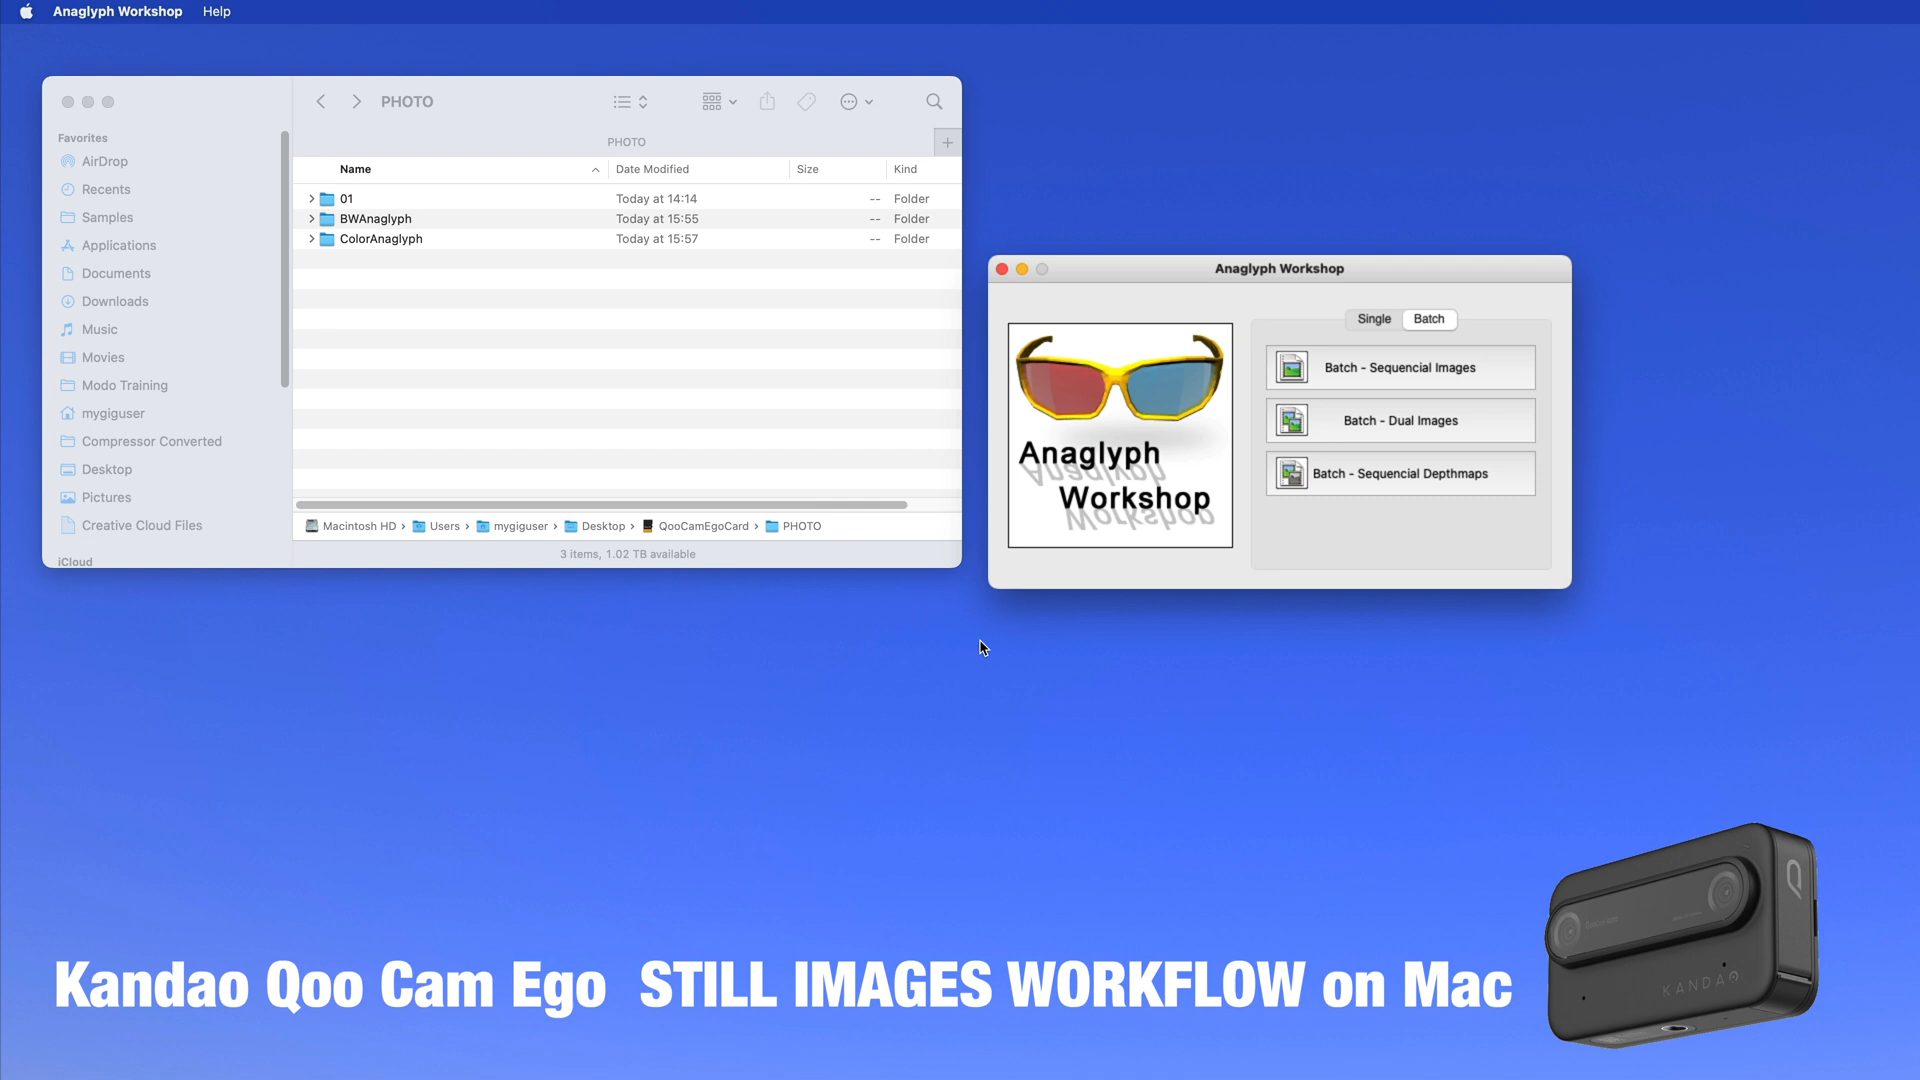 Anaglyph Workshop Help
PHOTO
PHOTO
Favorites
AirDrop
Recents
Samples
Applications
Documents
Downloads
Music
Movies
Modo Training
mygiguser
Compressor Converted
Desktop
Pictures
Creative Cloud Files
iCloud
Name Date Modified Size Kind
01 Today at 14:14 -- Folder
BWAnaglyph Today at 15:55 -- Folder
ColorAnaglyph Today at 15:57 -- Folder
Macintosh HD › Users › mygiguser › Desktop › QooCamEgoCard › PHOTO
3 items, 1.02 TB available
Anaglyph Workshop
Anaglyph
Workshop
Single Batch
Batch - Sequencial Images
Batch - Dual Images
Batch - Sequencial Depthmaps
Kandao Qoo Cam Ego STILL IMAGES WORKFLOW on Mac
KANDAO